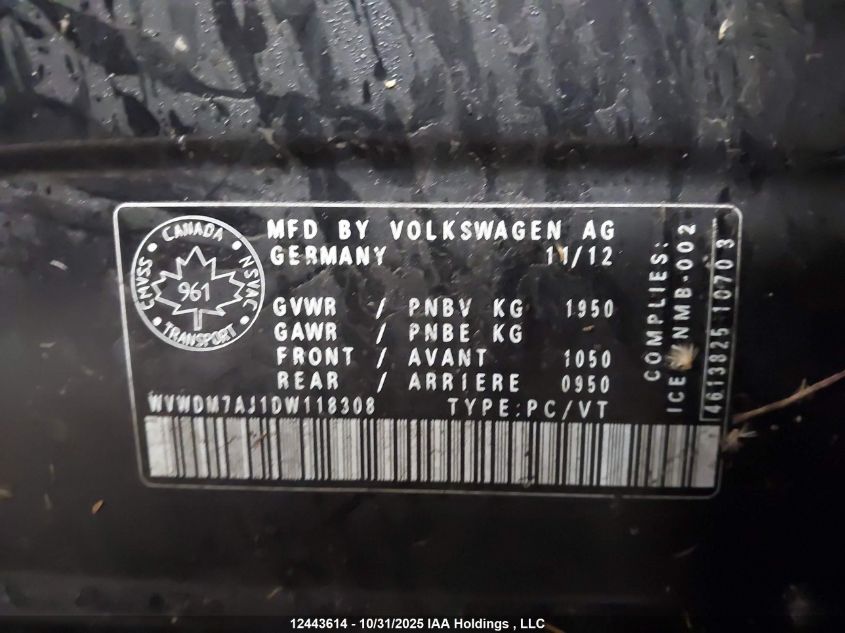 CANADA
CMVSS
NSVAC
961
TRANSPORT
MFD BY VOLKSWAGEN AG
GERMANY 11/12
GVWR / PNBV KG 1950
GAWR / PNBE KG
FRONT / AVANT 1050
REAR / ARRIERE 0950
WVWDM7AJ1DW118308 TYPE:PC/VT
COMPLIES:
NMB-002
4613825 10703
12443614 - 10/31/2025 IAA Holdings , LLC